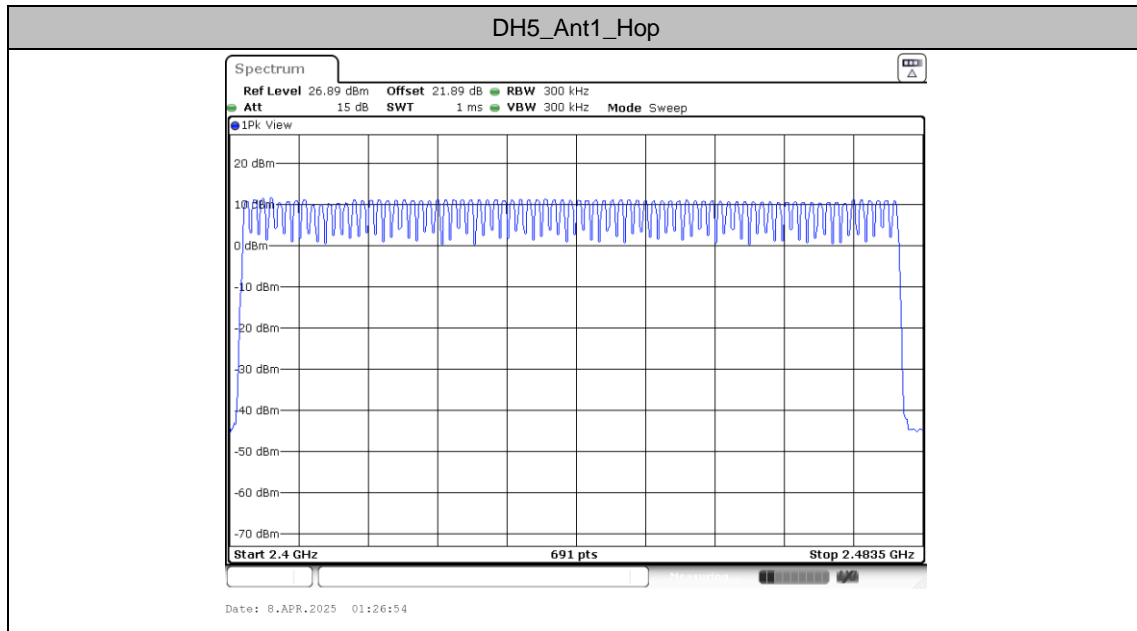 DH5_Ant1_Hop
Spectrum
Ref Level 26.89 dBm Offset 21.89 dB RBW 300 kHz
Att 15 dB SWT 1 ms VBW 300 kHz Mode Sweep
1Pk View
20 dBm
10 dBm
0 dBm
-10 dBm
-20 dBm
-30 dBm
-40 dBm
-50 dBm
-60 dBm
-70 dBm
Start 2.4 GHz 691 pts Stop 2.4835 GHz
Measuring
Date: 8.APR.2025 01:26:54